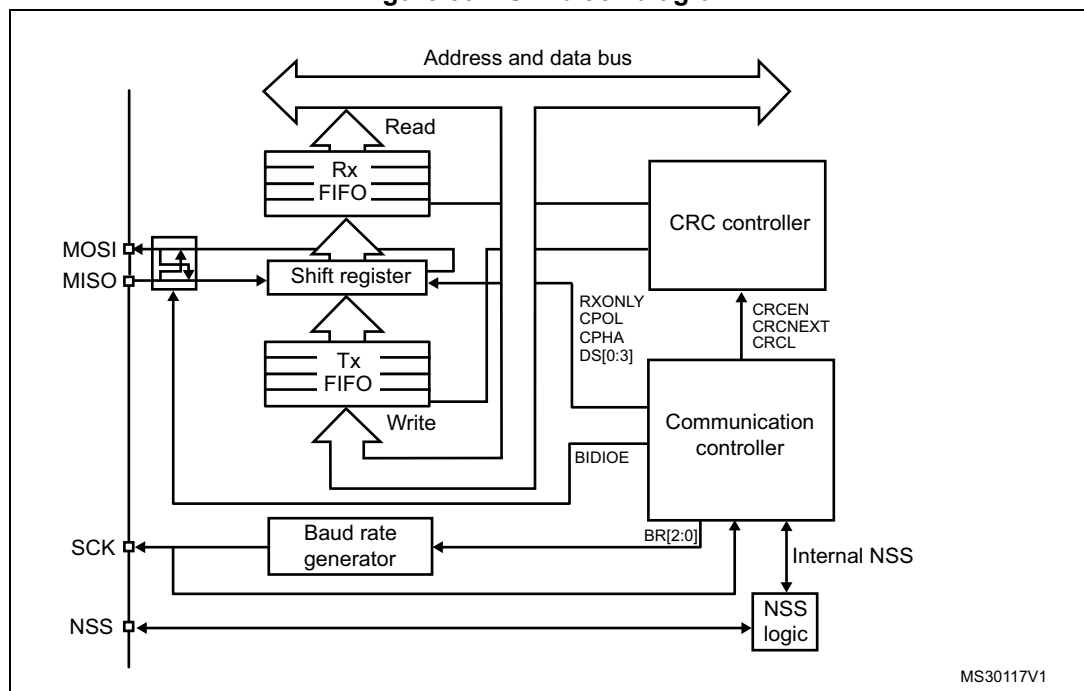 Address and data bus
Read
Rx
FIFO
CRC controller
MOSI
MISO
Shift register
RXONLY
CPOL
CPHA
DS[0:3]
CRCEN
CRCNEXT
CRCL
Tx
FIFO
Write
Communication
controller
BIDIOE
SCK
Baud rate
generator
BR[2:0]
Internal NSS
NSS
NSS
logic
MS30117V1